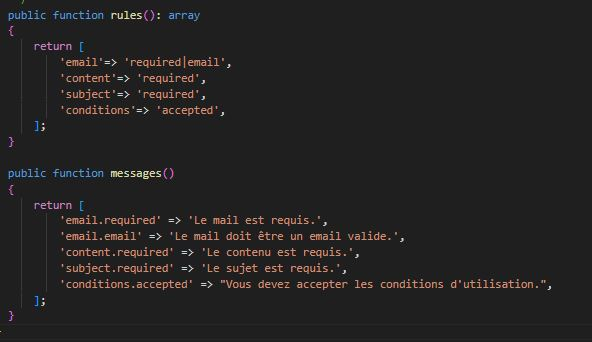 public function rules(): array
{
    return [
        'email'=> 'required|email',
        'content'=> 'required',
        'subject'=> 'required',
        'conditions'=> 'accepted',
    ];
}

public function messages()
{
    return [
        'email.required' => 'Le mail est requis.',
        'email.email' => 'Le mail doit être un email valide.',
        'content.required' => 'Le contenu est requis.',
        'subject.required' => 'Le sujet est requis.',
        'conditions.accepted' => "Vous devez accepter les conditions d'utilisation.",
    ];
}